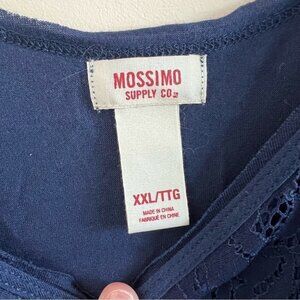 MOSSIMO
SUPPLY CO.
XXL/TTG
MADE IN CHINA
FABRIQUÉ EN CHINE